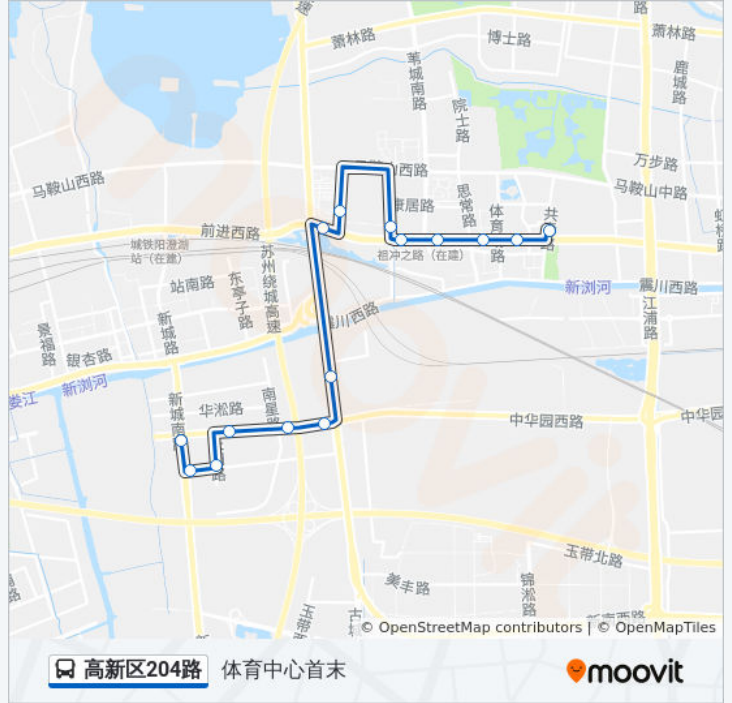 萧林路
博士路
萧林路
苇城南路
鹿城路
院士路
万步路
马鞍山西路
马鞍山中路
山西路
思常路
康居路
体育
路
共
前进西路
城铁阳澄湖
站（在建）
祖冲之路（在建）
苏州绕城高速
站南路
东亭子路
新浏河
震川西路
江浦路
川西路
新城路
景福路
银杏路
新浏河
娄江
新城南
华淞路
南星
路
中华园西路
中华园
玉带北路
美丰路
锦淞路
玉带西
© OpenStreetMap contributors | © OpenMapTiles
高新区204路 体育中心首末
moovit